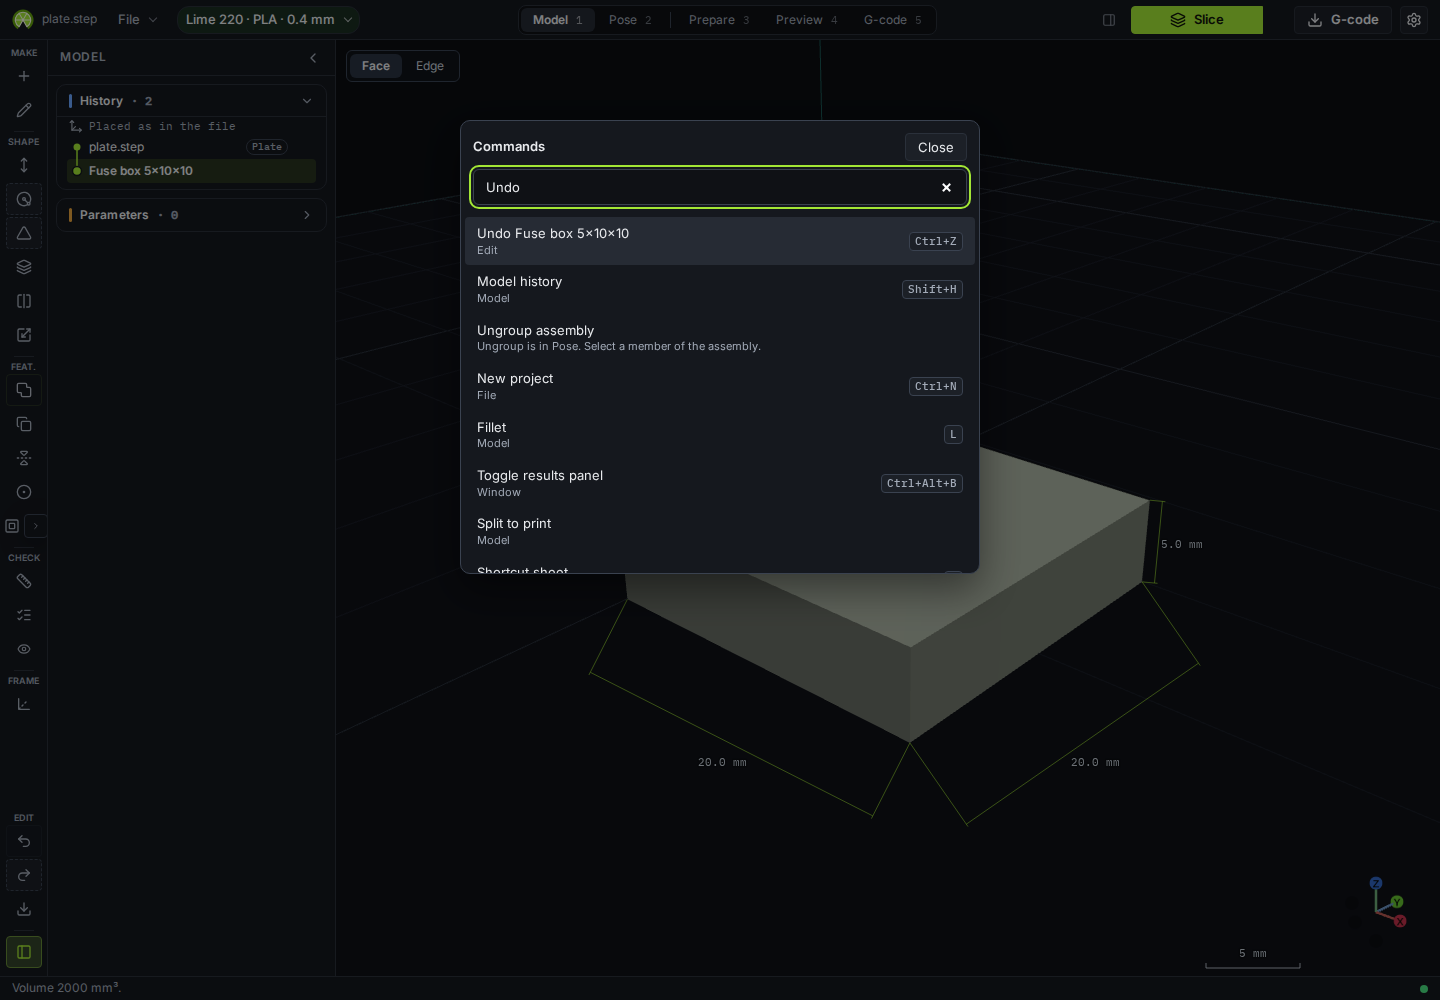 plate.step
File
Lime 220 · PLA · 0.4 mm
Model 1
Pose 2
Prepare 3
Preview 4
G-code 5
Slice
G-code
MAKE
SHAPE
FEAT.
CHECK
FRAME
EDIT
MODEL
History · 2
Placed as in the file
plate.step Plate
Fuse box 5×10×10
Parameters · 0
Face Edge
Commands
Close
Undo
Undo Fuse box 5×10×10
Edit
Ctrl+Z
Model history
Model
Shift+H
Ungroup assembly
Ungroup is in Pose. Select a member of the assembly.
New project
File
Ctrl+N
Fillet
Model
L
Toggle results panel
Window
Ctrl+Alt+B
Split to print
Model
Shortcut sheet
5.0 mm
20.0 mm
20.0 mm
Z
Y
X
5 mm
Volume 2000 mm³.